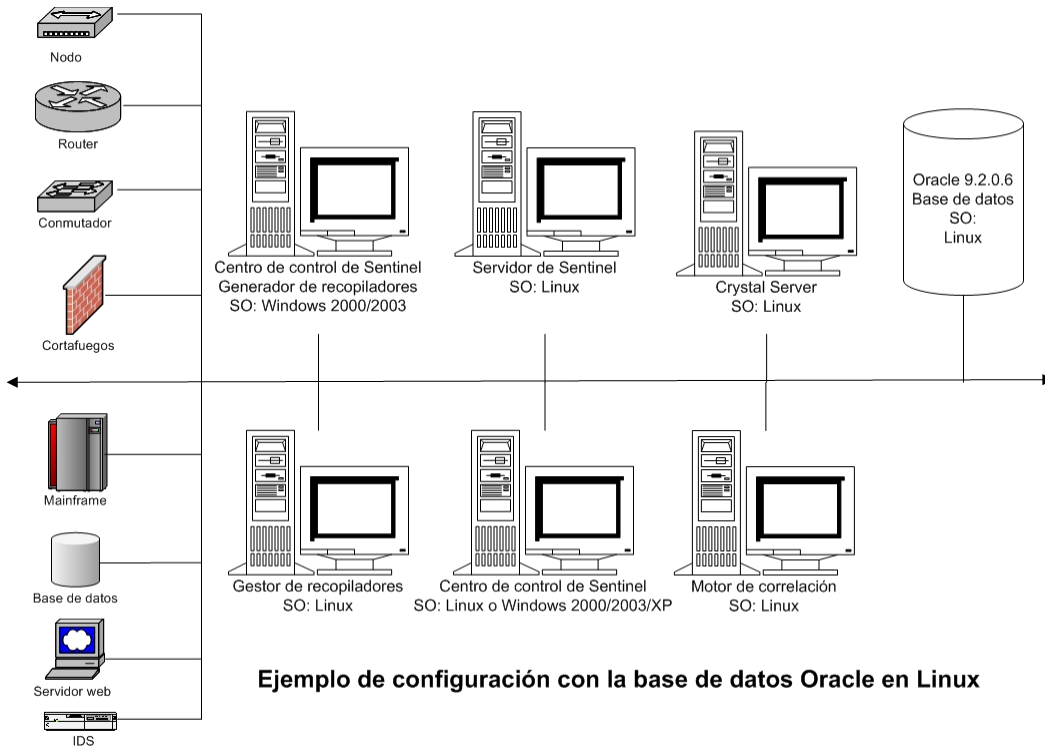 Nodo
Router
Conmutador
Cortafuegos
Mainframe
Base de datos
Servidor web
IDS
Centro de control de Sentinel
Generador de recopiladores
SO: Windows 2000/2003
Servidor de Sentinel
SO: Linux
Crystal Server
SO: Linux
Oracle 9.2.0.6
Base de datos
SO:
Linux
Gestor de recopiladores
SO: Linux
Centro de control de Sentinel
SO: Linux o Windows 2000/2003/XP
Motor de correlación
SO: Linux
Ejemplo de configuración con la base de datos Oracle en Linux